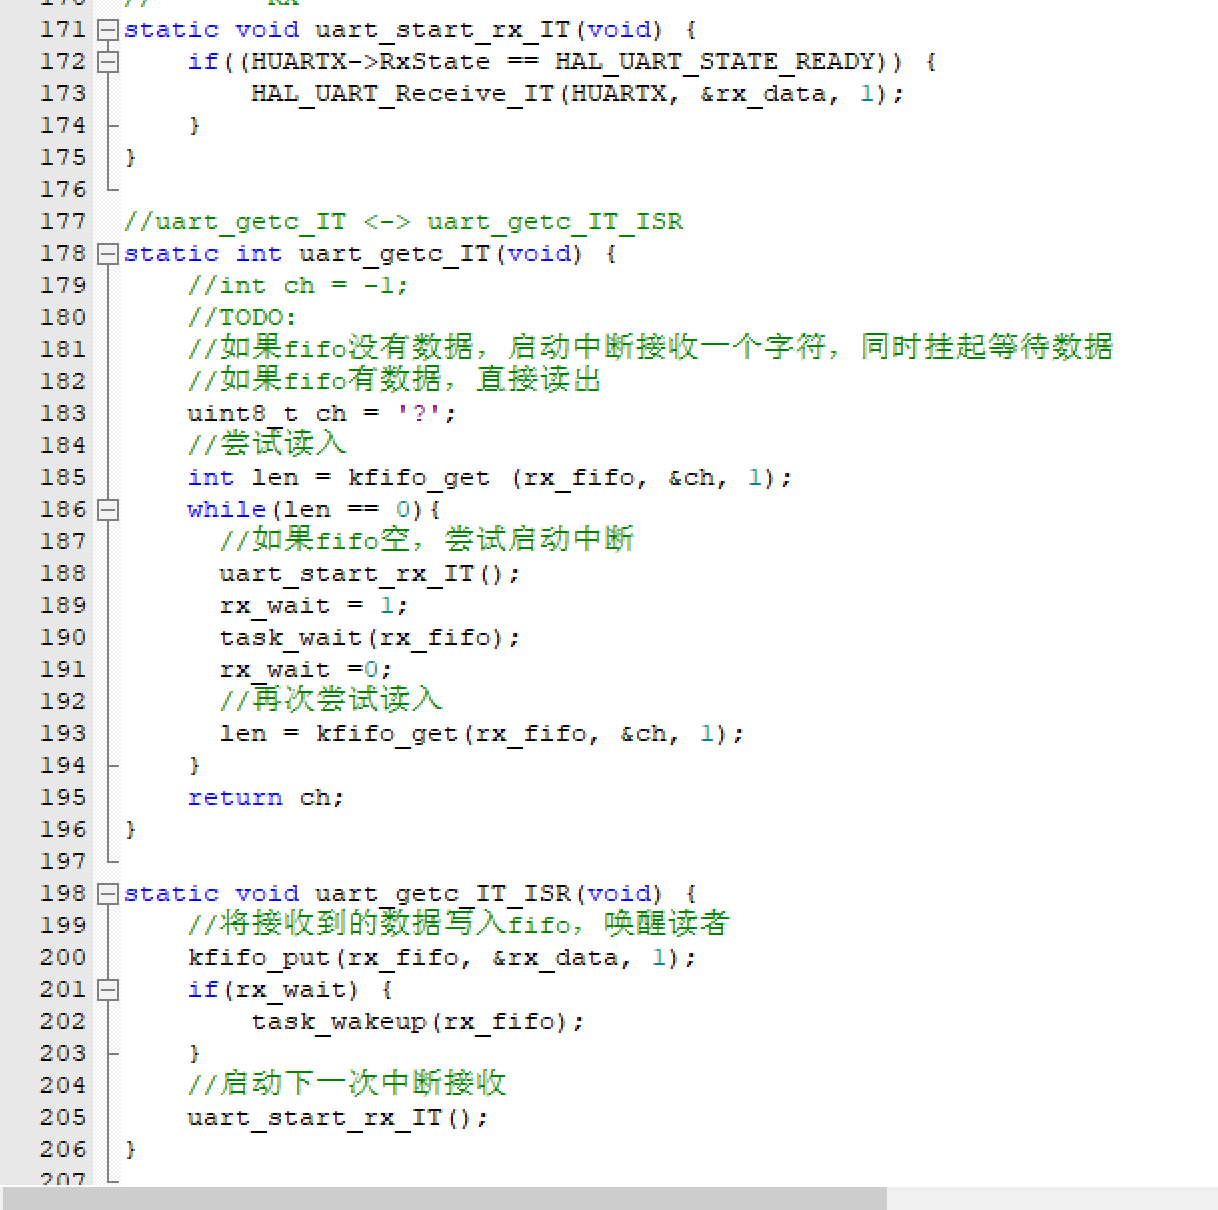 170 // RX
171 static void uart_start_rx_IT(void) {
172 if((HUARTX->RxState == HAL_UART_STATE_READY)) {
173 HAL_UART_Receive_IT(HUARTX, &rx_data, 1);
174 }
175 }
176
177 //uart_getc_IT <-> uart_getc_IT_ISR
178 static int uart_getc_IT(void) {
179 //int ch = -1;
180 //TODO:
181 //如果fifo没有数据，启动中断接收一个字符，同时挂起等待数据
182 //如果fifo有数据，直接读出
183 uint8_t ch = '?';
184 //尝试读入
185 int len = kfifo_get (rx_fifo, &ch, 1);
186 while(len == 0){
187 //如果fifo空，尝试启动中断
188 uart_start_rx_IT();
189 rx_wait = 1;
190 task_wait(rx_fifo);
191 rx_wait =0;
192 //再次尝试读入
193 len = kfifo_get(rx_fifo, &ch, 1);
194 }
195 return ch;
196 }
197
198 static void uart_getc_IT_ISR(void) {
199 //将接收到的数据写入fifo，唤醒读者
200 kfifo_put(rx_fifo, &rx_data, 1);
201 if(rx_wait) {
202 task_wakeup(rx_fifo);
203 }
204 //启动下一次中断接收
205 uart_start_rx_IT();
206 }
207